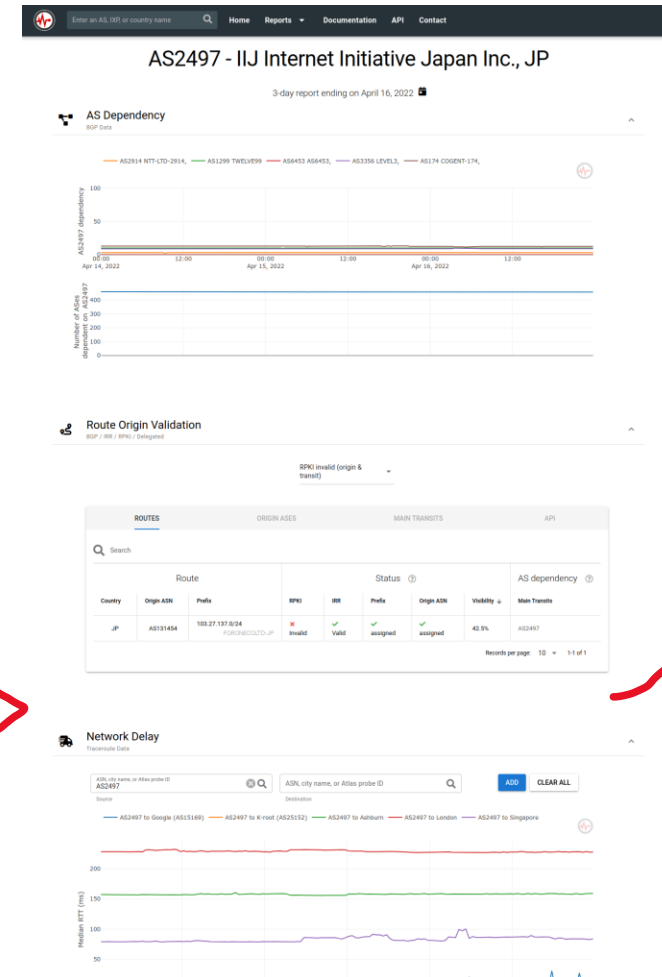 Enter an AS, IXP, or country name Home Reports Documentation API Contact
AS2497 - IIJ Internet Initiative Japan Inc., JP
3-day report ending on April 16, 2022
AS Dependency
BGP Data
AS2914 NTT-LTD-2914, AS1299 TWELVE99 AS6453 AS6453, AS3356 LEVEL3, AS174 COGENT-174,
AS2497 dependency
100
50
0
00:00 12:00 00:00 12:00 00:00 12:00
Apr 14, 2022 Apr 15, 2022 Apr 16, 2022
Number of ASes
dependent on AS2497
400
300
200
100
0
Route Origin Validation
BGP / IRR / RPKI / Delegated
RPKI invalid (origin &
transit)
ROUTES ORIGIN ASES MAIN TRANSITS API
Search
Route Status AS dependency
Country Origin ASN Prefix RPKI IRR Prefix Origin ASN Visibility Main Transits
JP AS131454 103.27.137.0/24 Invalid Valid assigned assigned 42.5% AS2497
Records per page: 10 1-1 of 1
Network Delay
Traceroute Data
ASN, city name, or Atlas probe ID
AS2497 ASN, city name, or Atlas probe ID ADD CLEAR ALL
Source Destination
AS2497 to Google (AS15169) AS2497 to K-root (AS25152) AS2497 to Ashburn AS2497 to London AS2497 to Singapore
Median RTT (ms)
200
150
100
50